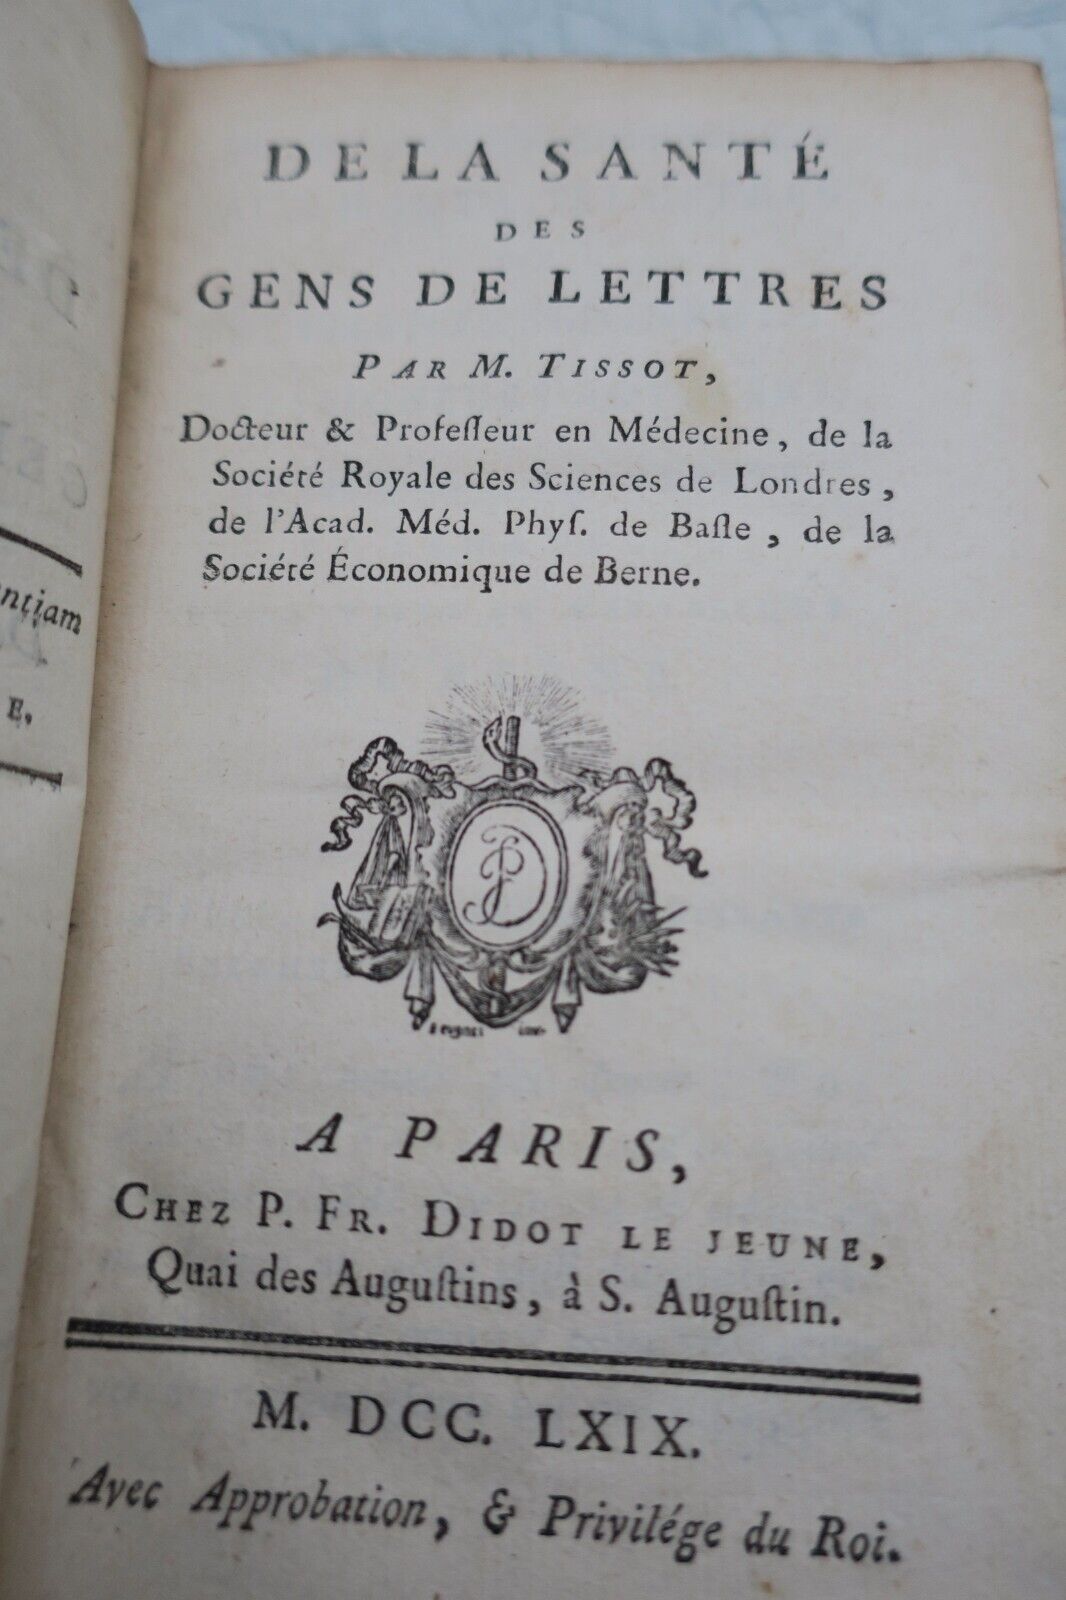 ntiam
E.
DE LA SANTÉ
DES
GENS DE LETTRES
PAR M. TISSOT,
Docteur & Profeſſeur en Médecine, de la
Société Royale des Sciences de Londres,
de l'Acad. Méd. Phyſ. de Baſle, de la
Société Économique de Berne.
A PARIS,
CHEZ P. FR. DIDOT LE JEUNE,
Quai des Auguſtins, à S. Auguſtin.
M. DCC. LXIX.
Avec Approbation, & Privilége du Roi.